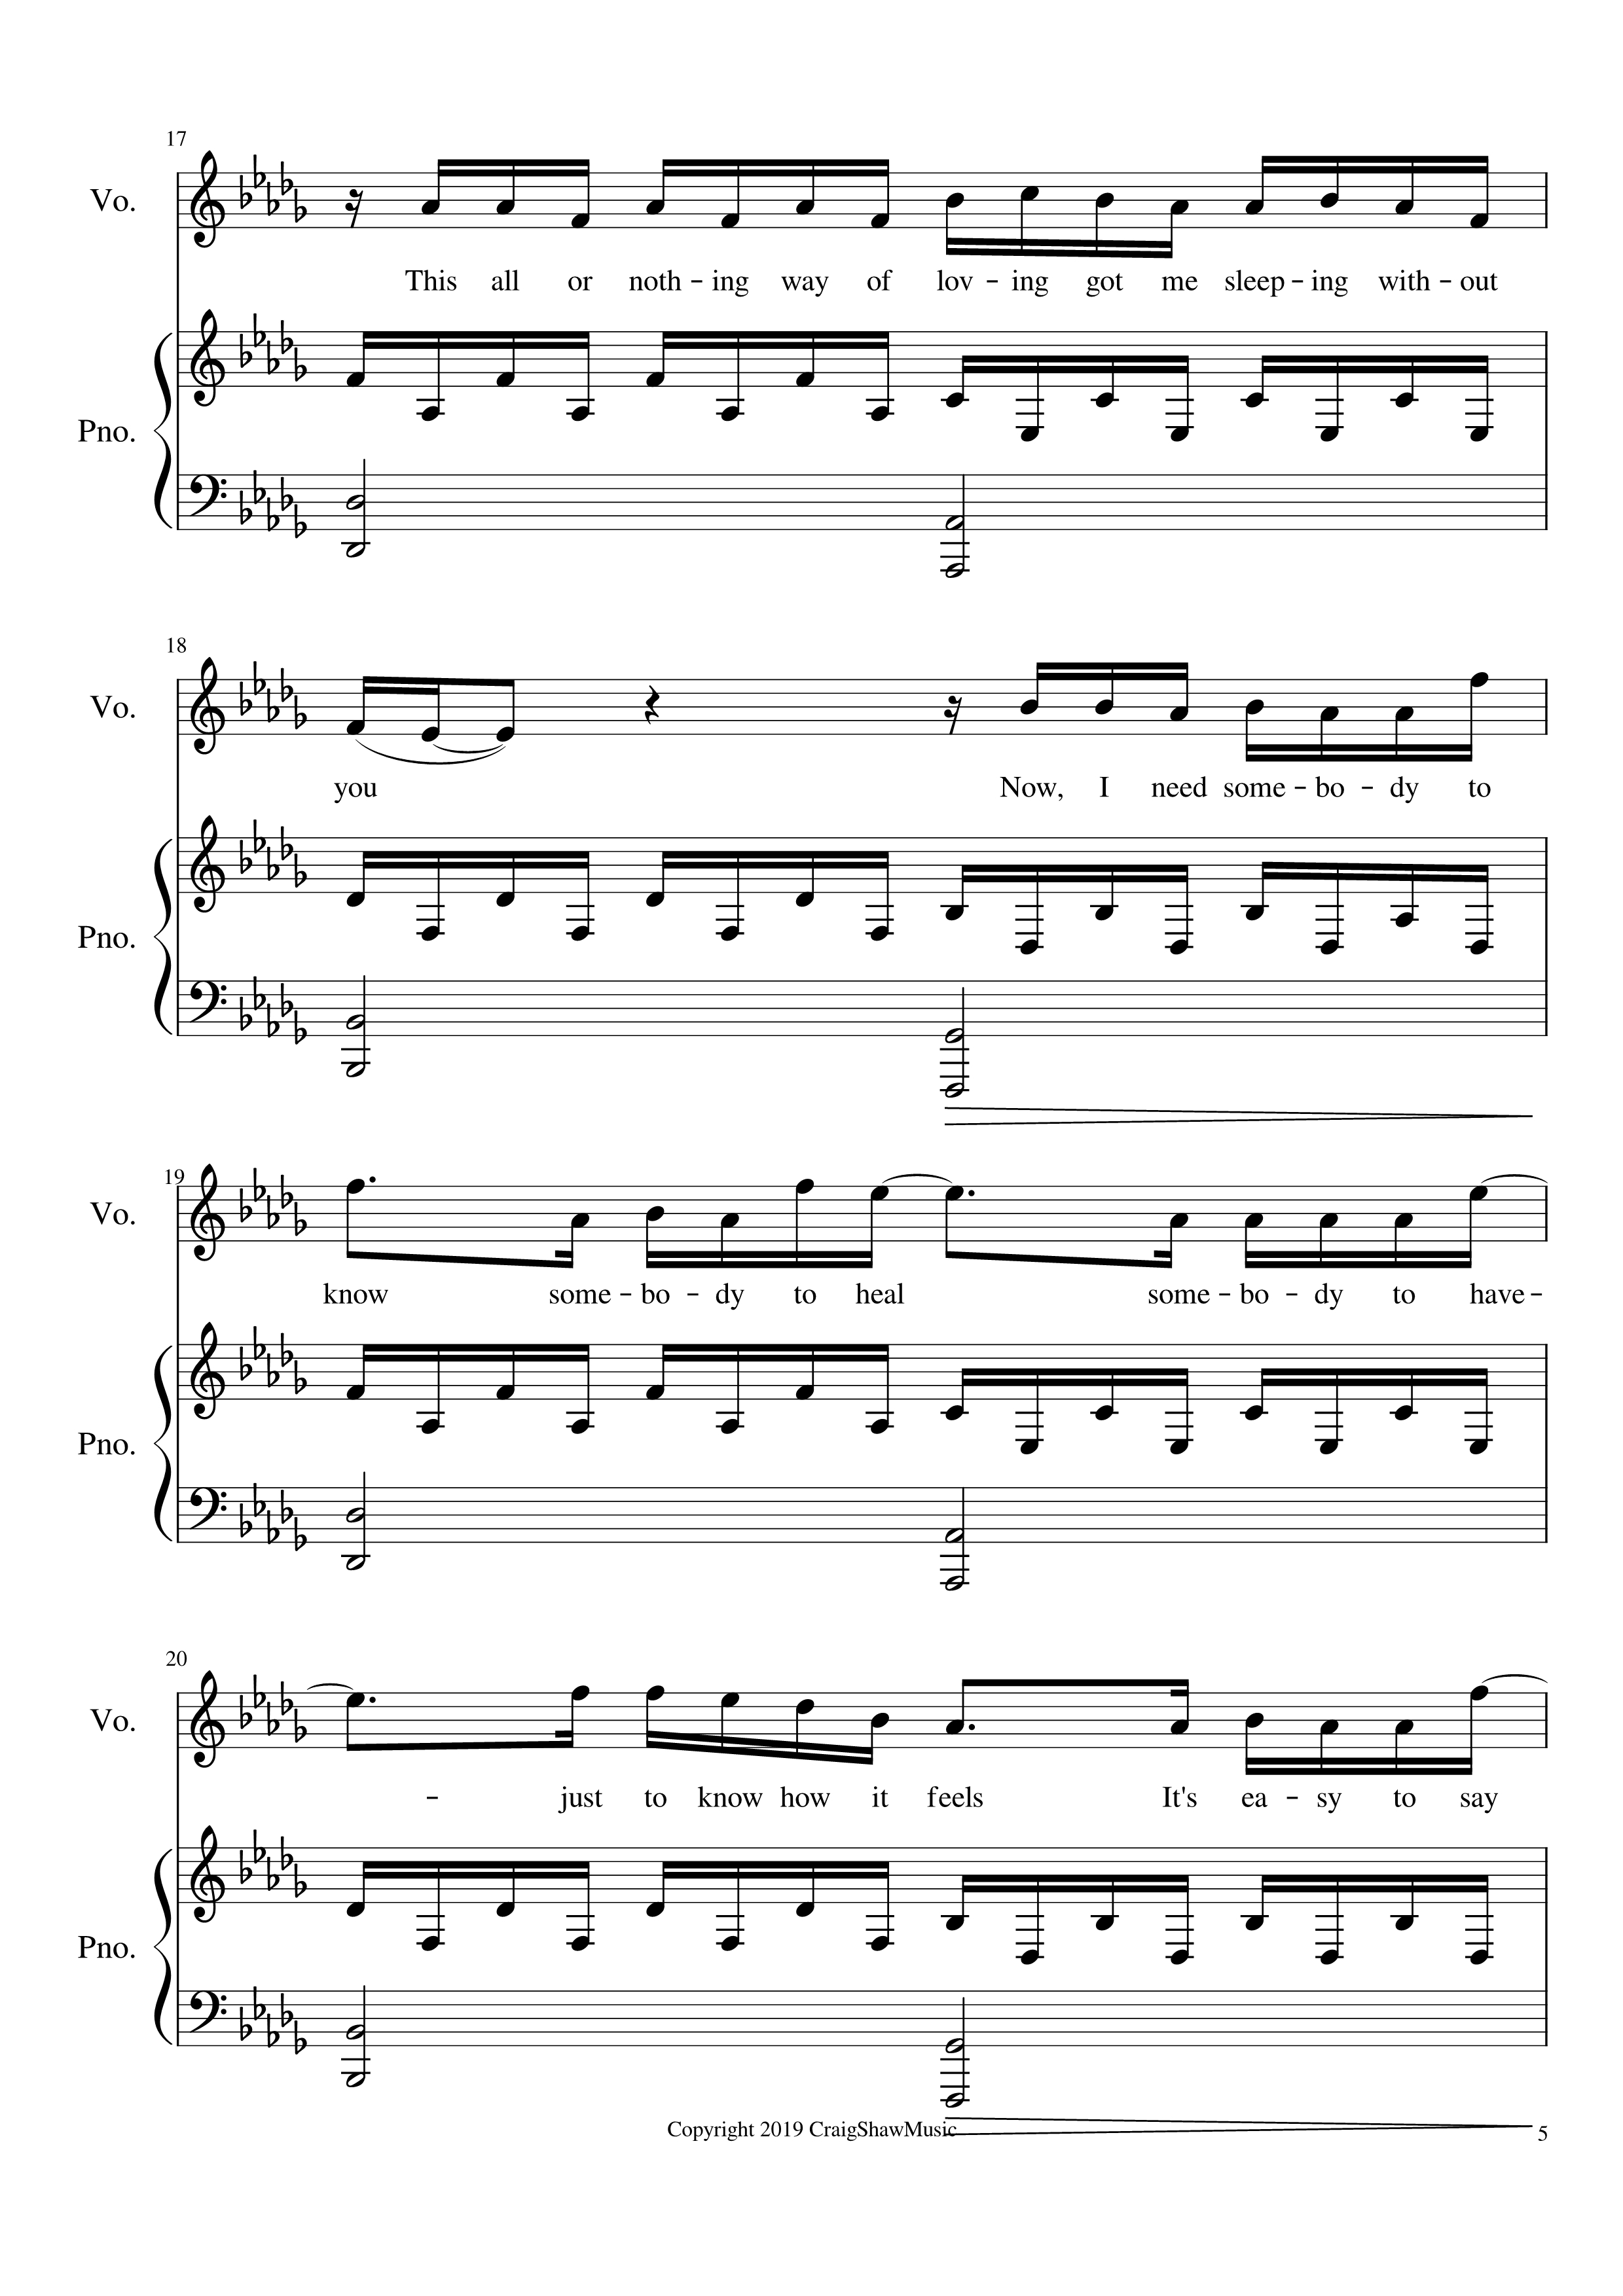 17
Vo.
This all or noth - ing way of lov - ing got me sleep - ing with - out
Pno.
18
Vo.
you Now, I need some - bo - dy to
Pno.
19
Vo.
know some - bo - dy to heal some - bo - dy to have -
Pno.
20
Vo.
- just to know how it feels It's ea - sy to say
Pno.
Copyright 2019 CraigShawMusic
5